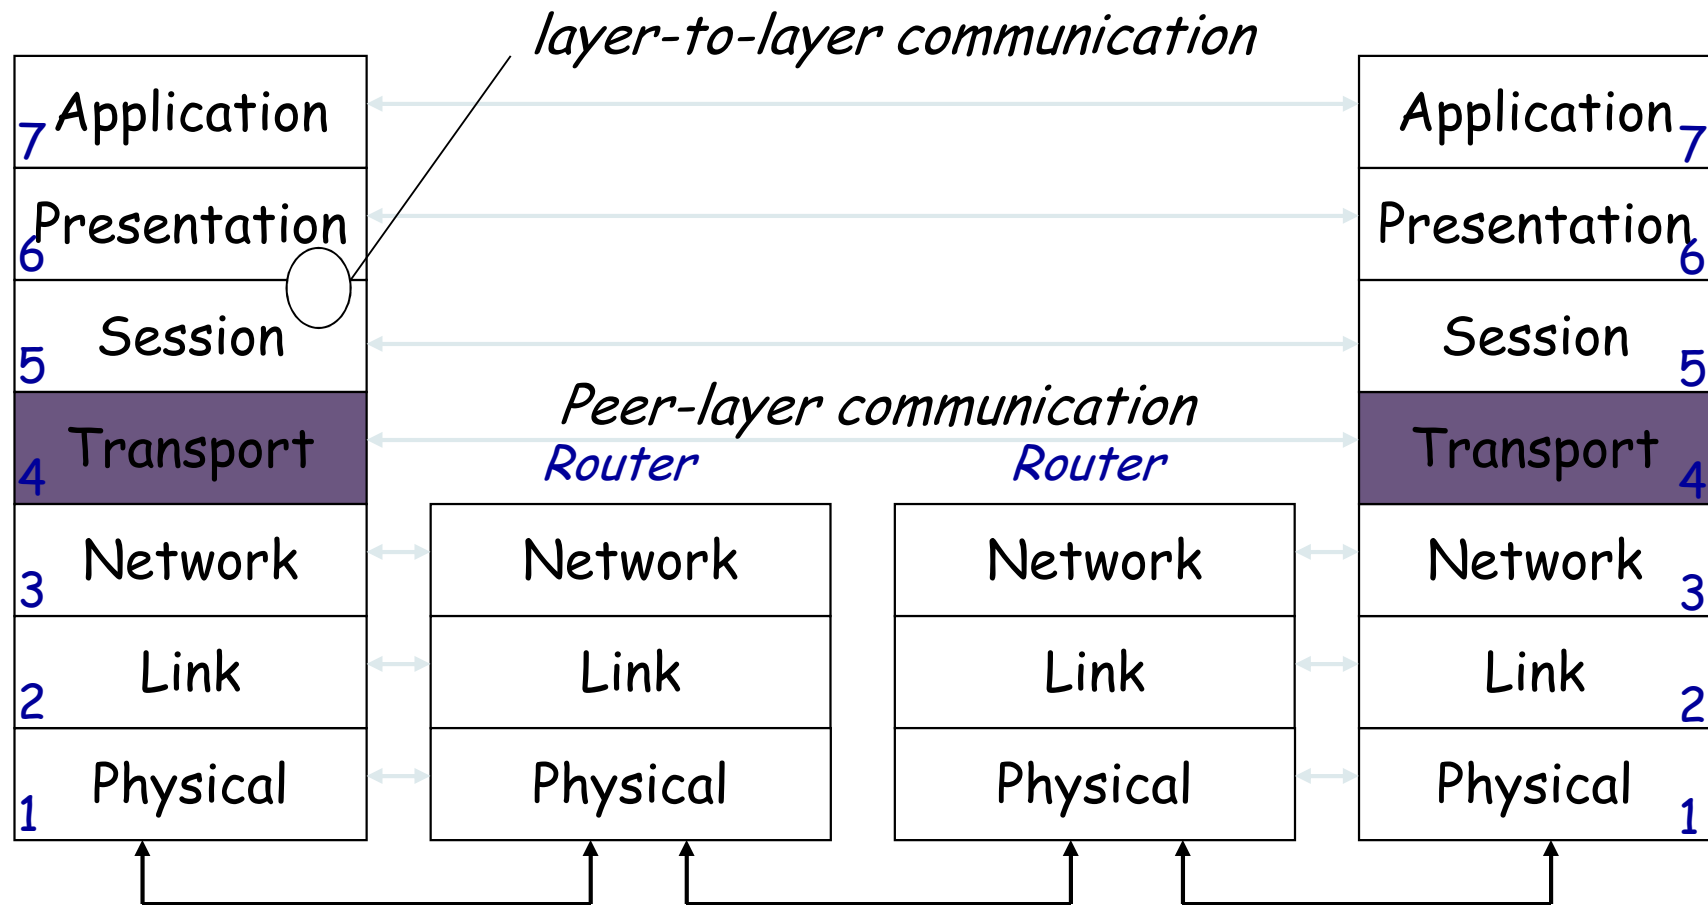 layer-to-layer communication
Application
7
Presentation
6
Session
5
Transport
4
Network
3
Link
2
Physical
1
Peer-layer communication
Router
Network
Link
Physical
Router
Network
Link
Physical
Application
7
Presentation
6
Session
5
Transport
4
Network
3
Link
2
Physical
1